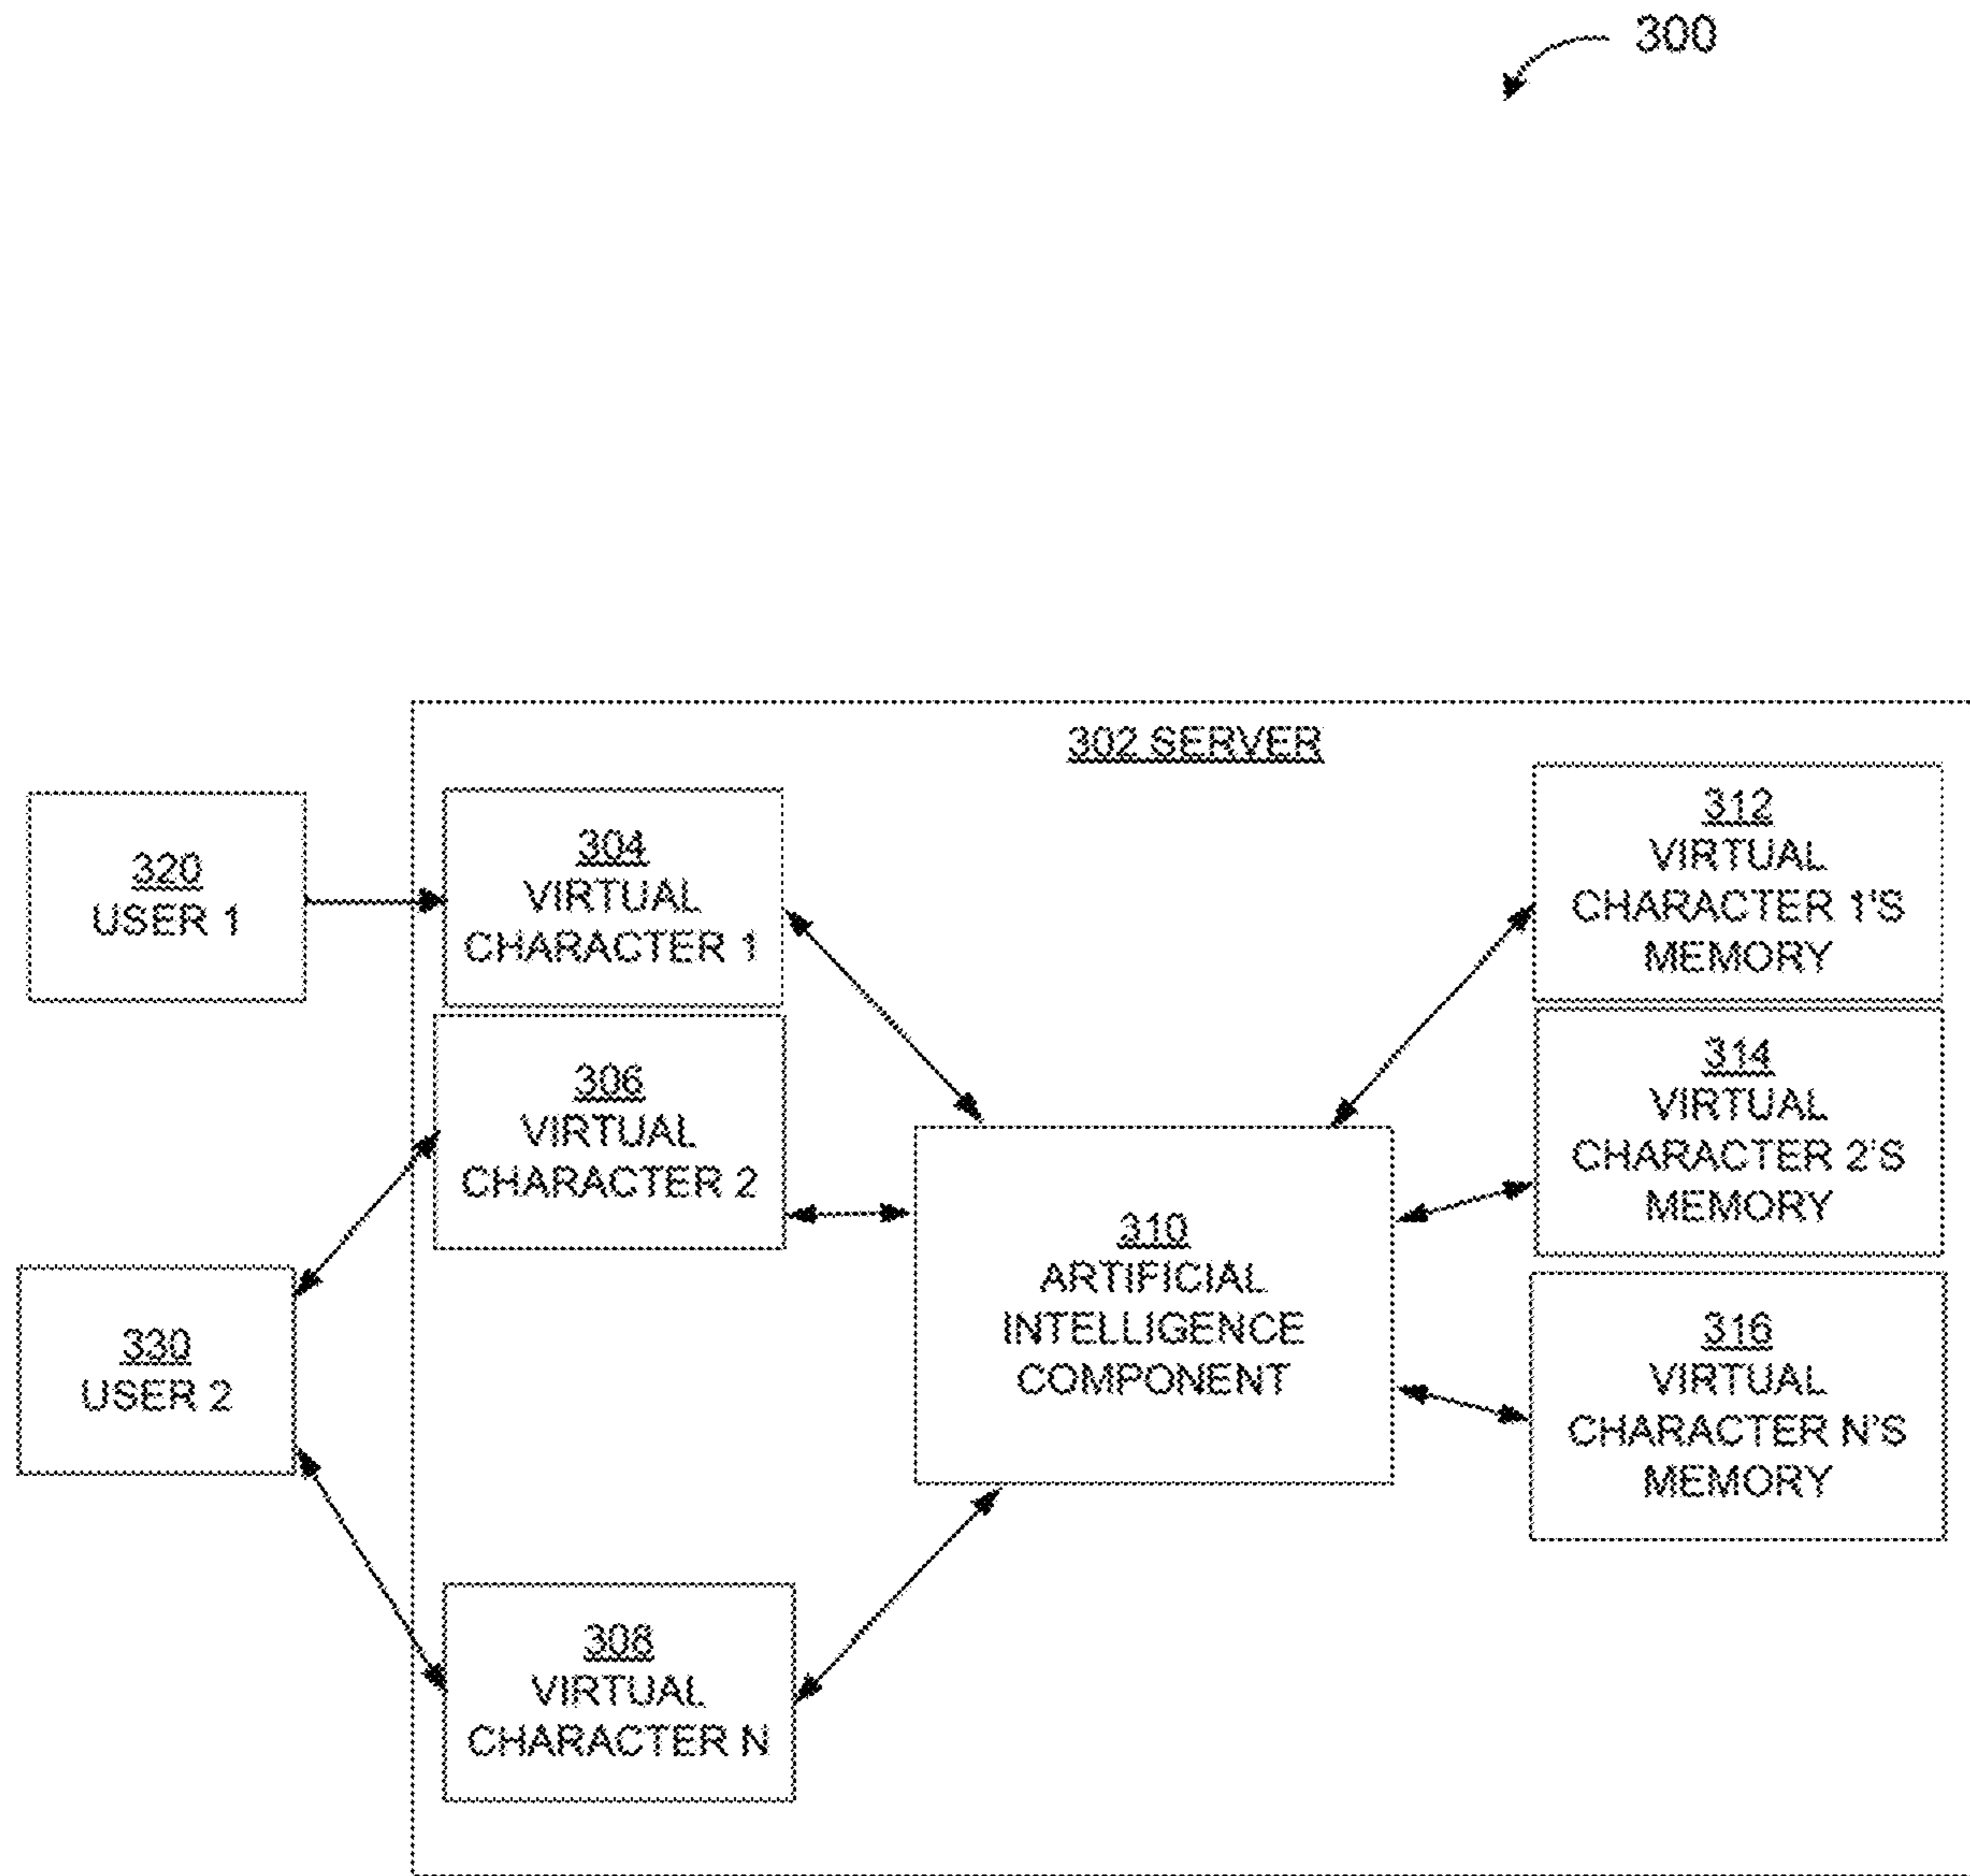 300
302 SERVER
320
USER 1
304
VIRTUAL
CHARACTER 1
312
VIRTUAL
CHARACTER 1'S
MEMORY
306
VIRTUAL
CHARACTER 2
314
VIRTUAL
CHARACTER 2'S
MEMORY
330
USER 2
310
ARTIFICIAL
INTELLIGENCE
COMPONENT
316
VIRTUAL
CHARACTER N'S
MEMORY
308
VIRTUAL
CHARACTER N